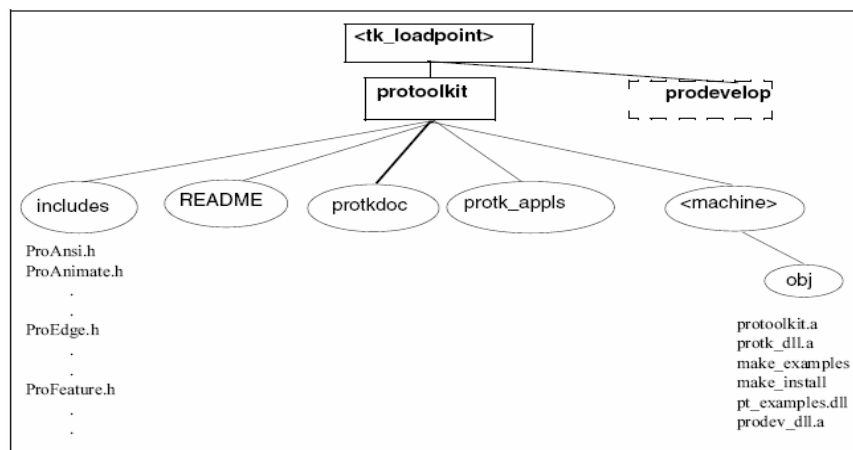 <tk_loadpoint>
protoolkit
prodevelop
includes
README
protkdoc
protk_appls
<machine>
obj
ProAnsi.h
ProAnimate.h
.
.
ProEdge.h
.
.
ProFeature.h
.
.
protoolkit.a
protk_dll.a
make_examples
make_install
pt_examples.dll
prodev_dll.a